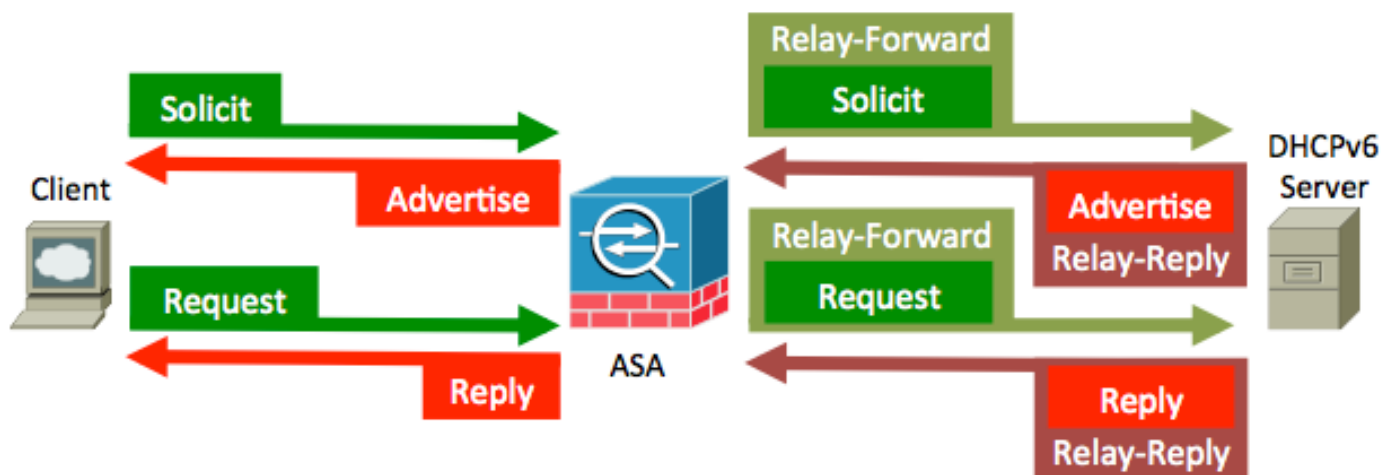 Relay-Forward
Solicit
Solicit
Client
Advertise
Advertise
Relay-Reply
DHCPv6
Server
Relay-Forward
Request
Request
ASA
Reply
Reply
Relay-Reply